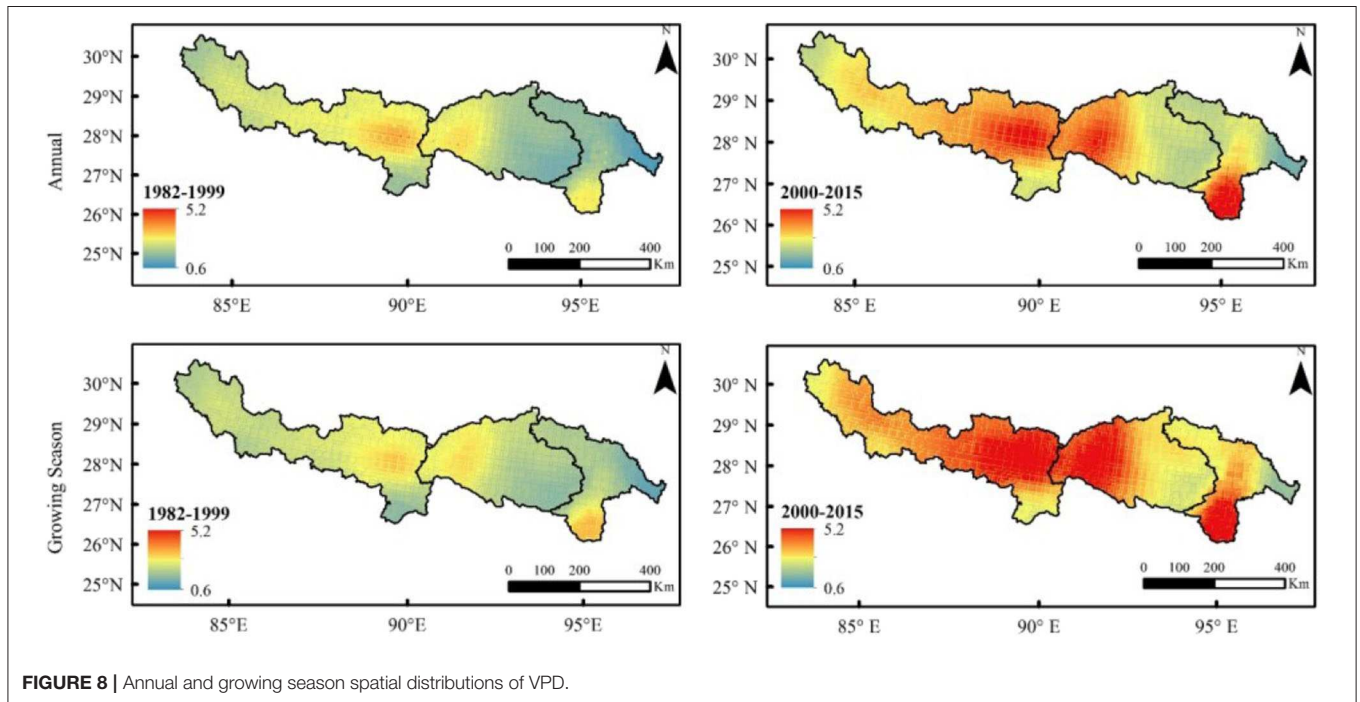 N
30°N
29°N
28°N
27°N
26°N
25°N
Annual
1982-1999
5.2
0.6
0 100 200 400
Km
85°E 90°E 95°E
N
30°N
29°N
28°N
27°N
26°N
25°N
2000-2015
5.2
0.6
0 100 200 400
Km
85°E 90°E 95°E
N
30°N
29°N
28°N
27°N
26°N
25°N
Growing Season
1982-1999
5.2
0.6
0 100 200 400
Km
85°E 90°E 95°E
N
30° N
29° N
28° N
27° N
26° N
25° N
2000-2015
5.2
0.6
0 100 200 400
Km
85° E 90° E 95° E
FIGURE 8 | Annual and growing season spatial distributions of VPD.